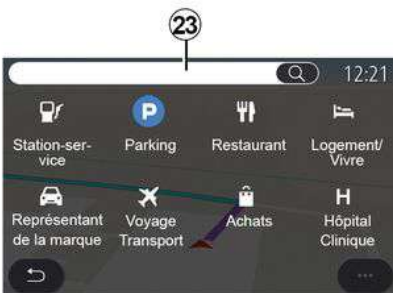 23
12:21
P
Station-ser-
vice
Parking
Restaurant
Logement/
Vivre
H
Représentant
de la marque
Voyage
Transport
Achats
Hôpital
Clinique
...